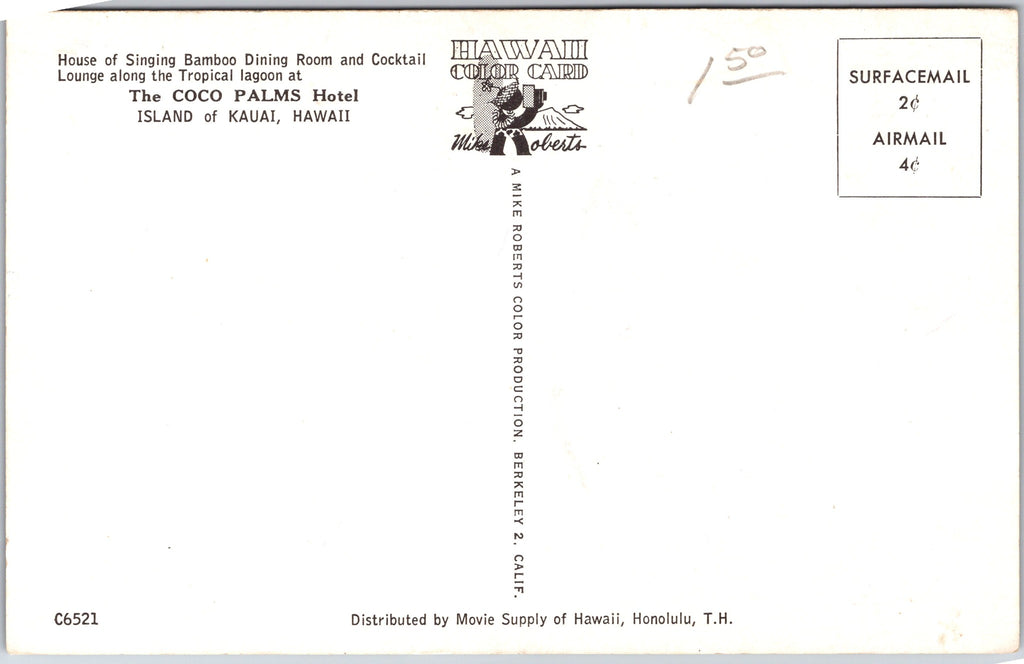 House of Singing Bamboo Dining Room and Cocktail
Lounge along the Tropical lagoon at
The COCO PALMS Hotel
ISLAND of KAUAI, HAWAII
HAWAII
COLOR CARD
Mike Roberts
1 50
SURFACEMAIL
2¢
AIRMAIL
4¢
A MIKE ROBERTS COLOR PRODUCTION. BERKELEY 2, CALIF.
C6521
Distributed by Movie Supply of Hawaii, Honolulu, T.H.